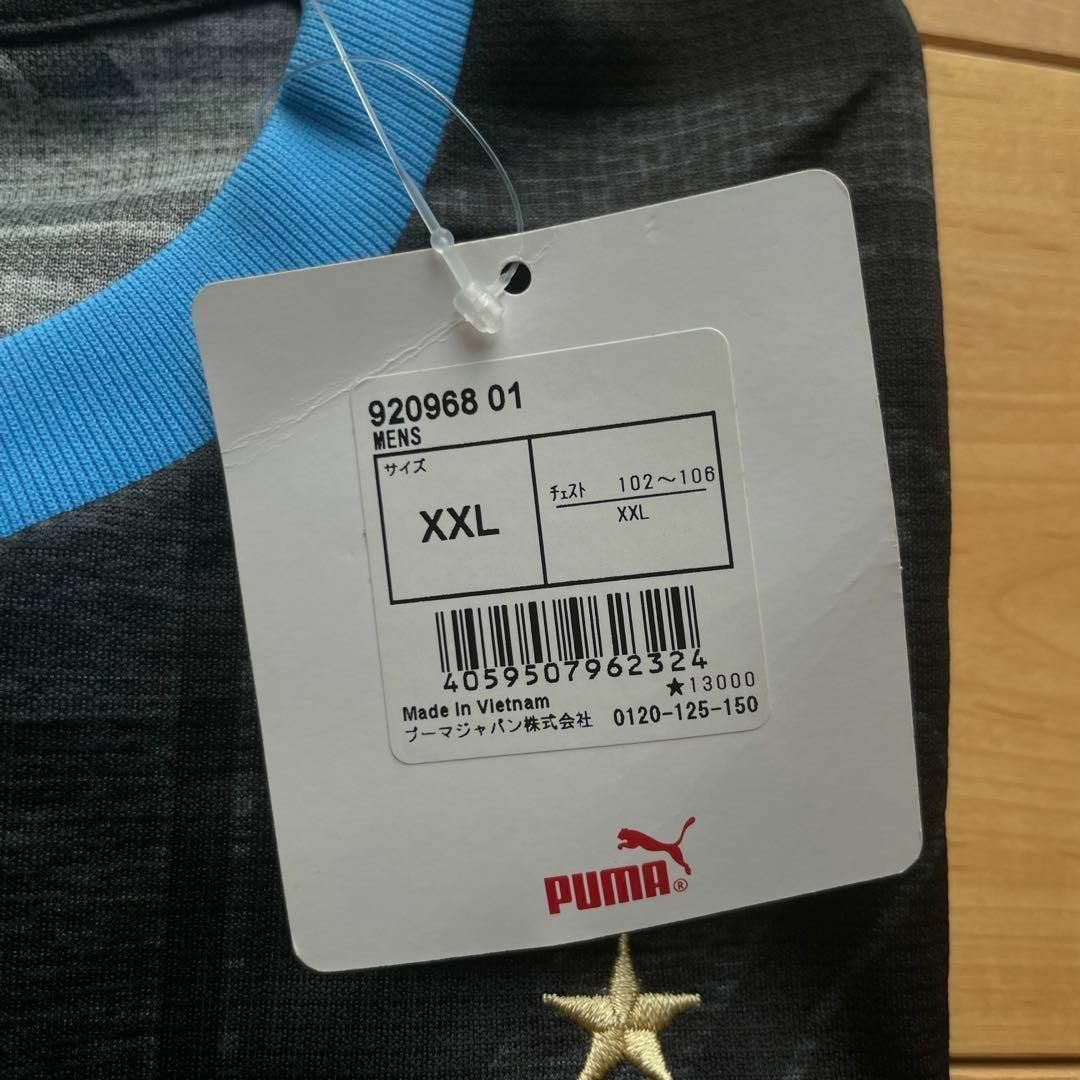 920968 01
MENS
サイズ
XXL
チェスト 102～106
XXL
4059507962324
★13000
Made in Vietnam
プーマジャパン株式会社 0120-125-150
PUMA®